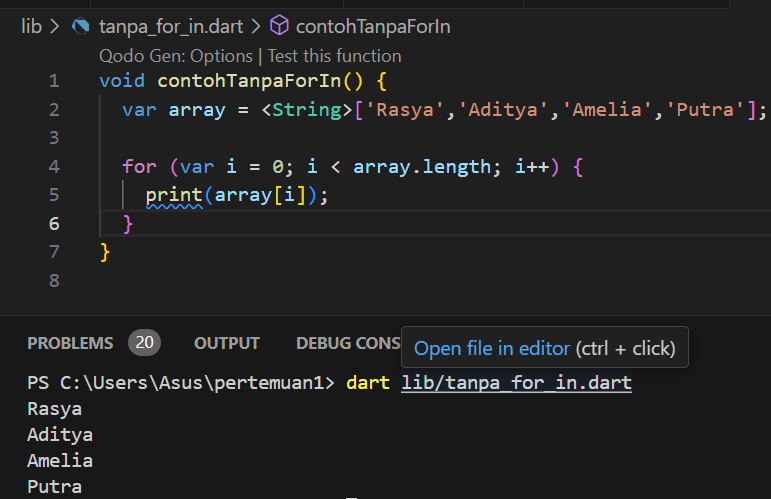 lib > tanpa_for_in.dart > contohTanpaForIn
Qodo Gen: Options | Test this function
1 void contohTanpaForIn() {
2   var array = <String>['Rasya','Aditya','Amelia','Putra'];
3
4   for (var i = 0; i < array.length; i++) {
5     print(array[i]);
6   }
7 }
8
PROBLEMS 20 OUTPUT DEBUG CONS
Open file in editor (ctrl + click)
PS C:\Users\Asus\pertemuan1> dart lib/tanpa_for_in.dart
Rasya
Aditya
Amelia
Putra